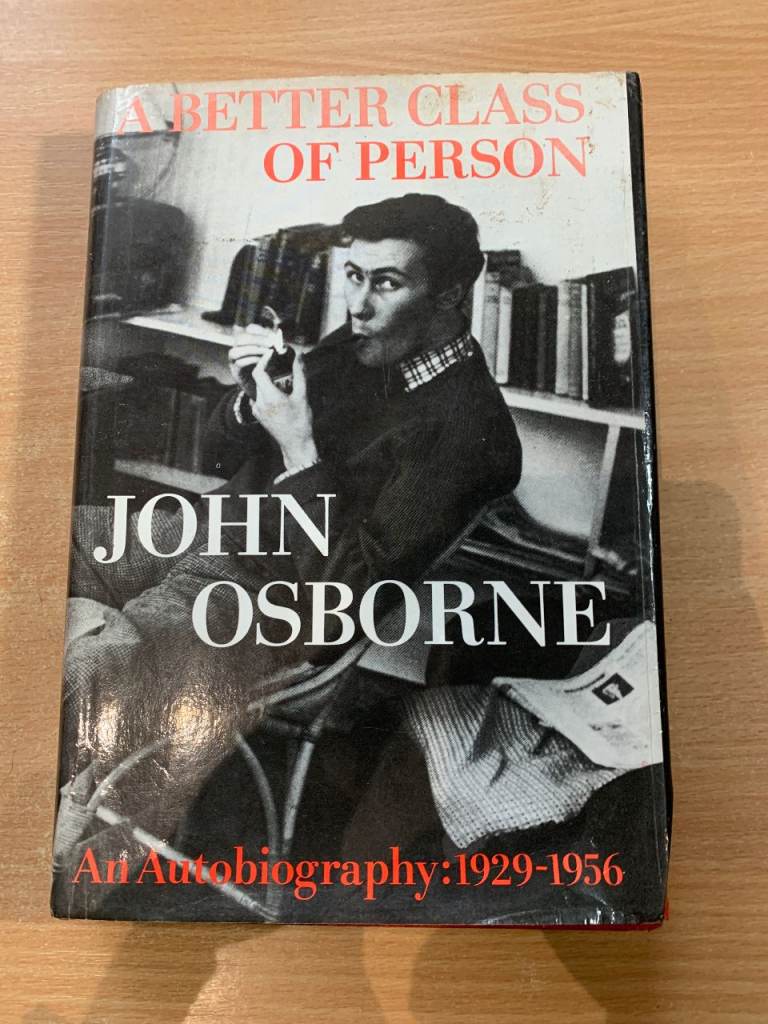 A BETTER CLASS
OF PERSON
JOHN
OSBORNE
An Autobiography: 1929-1956